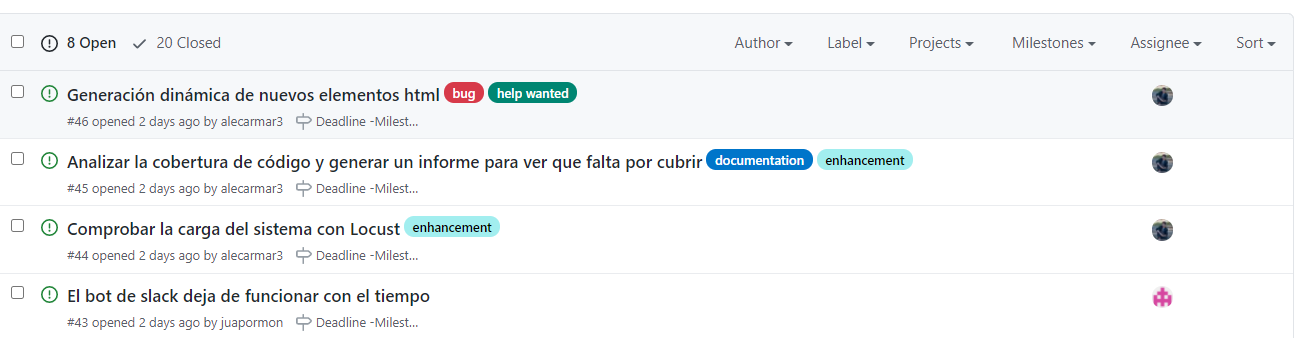 8 Open 20 Closed Author Label Projects Milestones Assignee Sort
Generación dinámica de nuevos elementos html bug help wanted
#46 opened 2 days ago by alecarmar3 Deadline -Milest...
Analizar la cobertura de código y generar un informe para ver que falta por cubrir documentation enhancement
#45 opened 2 days ago by alecarmar3 Deadline -Milest...
Comprobar la carga del sistema con Locust enhancement
#44 opened 2 days ago by alecarmar3 Deadline -Milest...
El bot de slack deja de funcionar con el tiempo
#43 opened 2 days ago by juapormon Deadline -Milest...